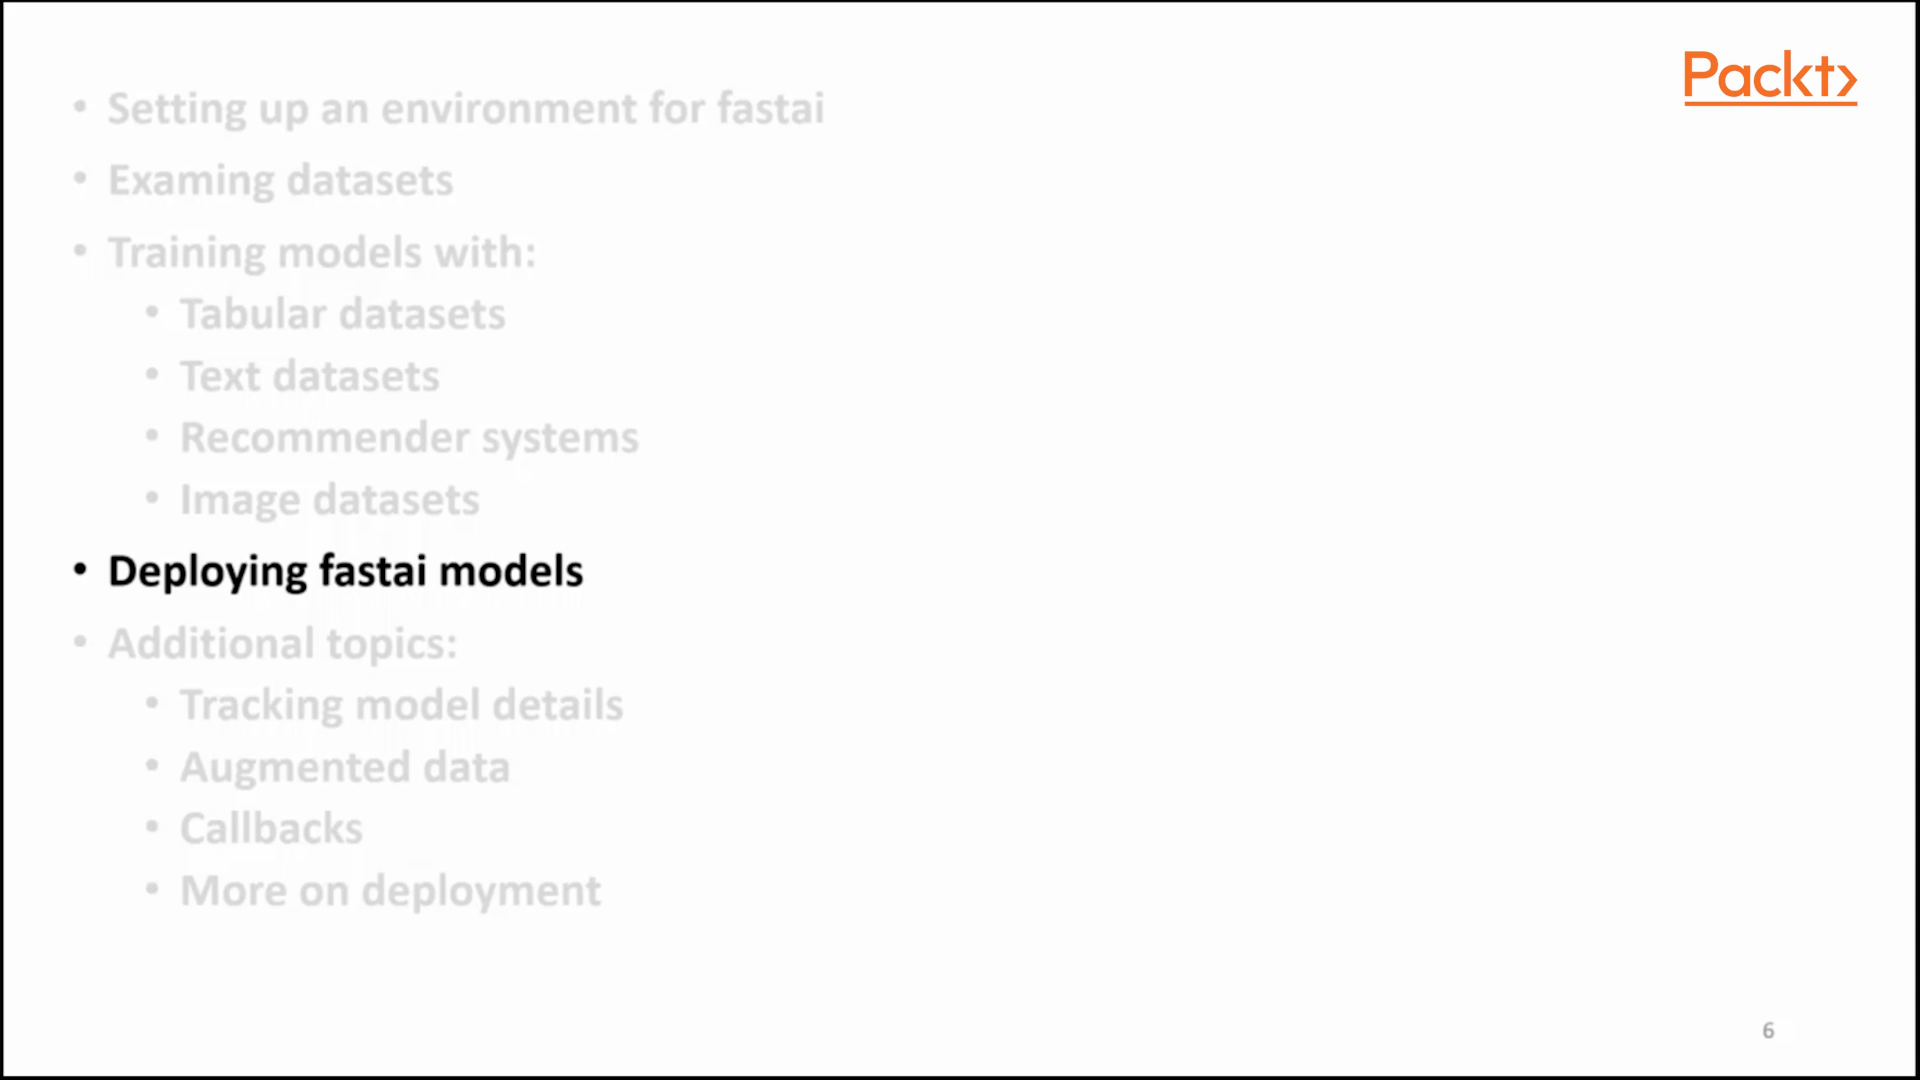 Packt>
• Setting up an environment for fastai
• Examing datasets
• Training models with:
• Tabular datasets
• Text datasets
• Recommender systems
• Image datasets
• Deploying fastai models
• Additional topics:
• Tracking model details
• Augmented data
• Callbacks
• More on deployment
6